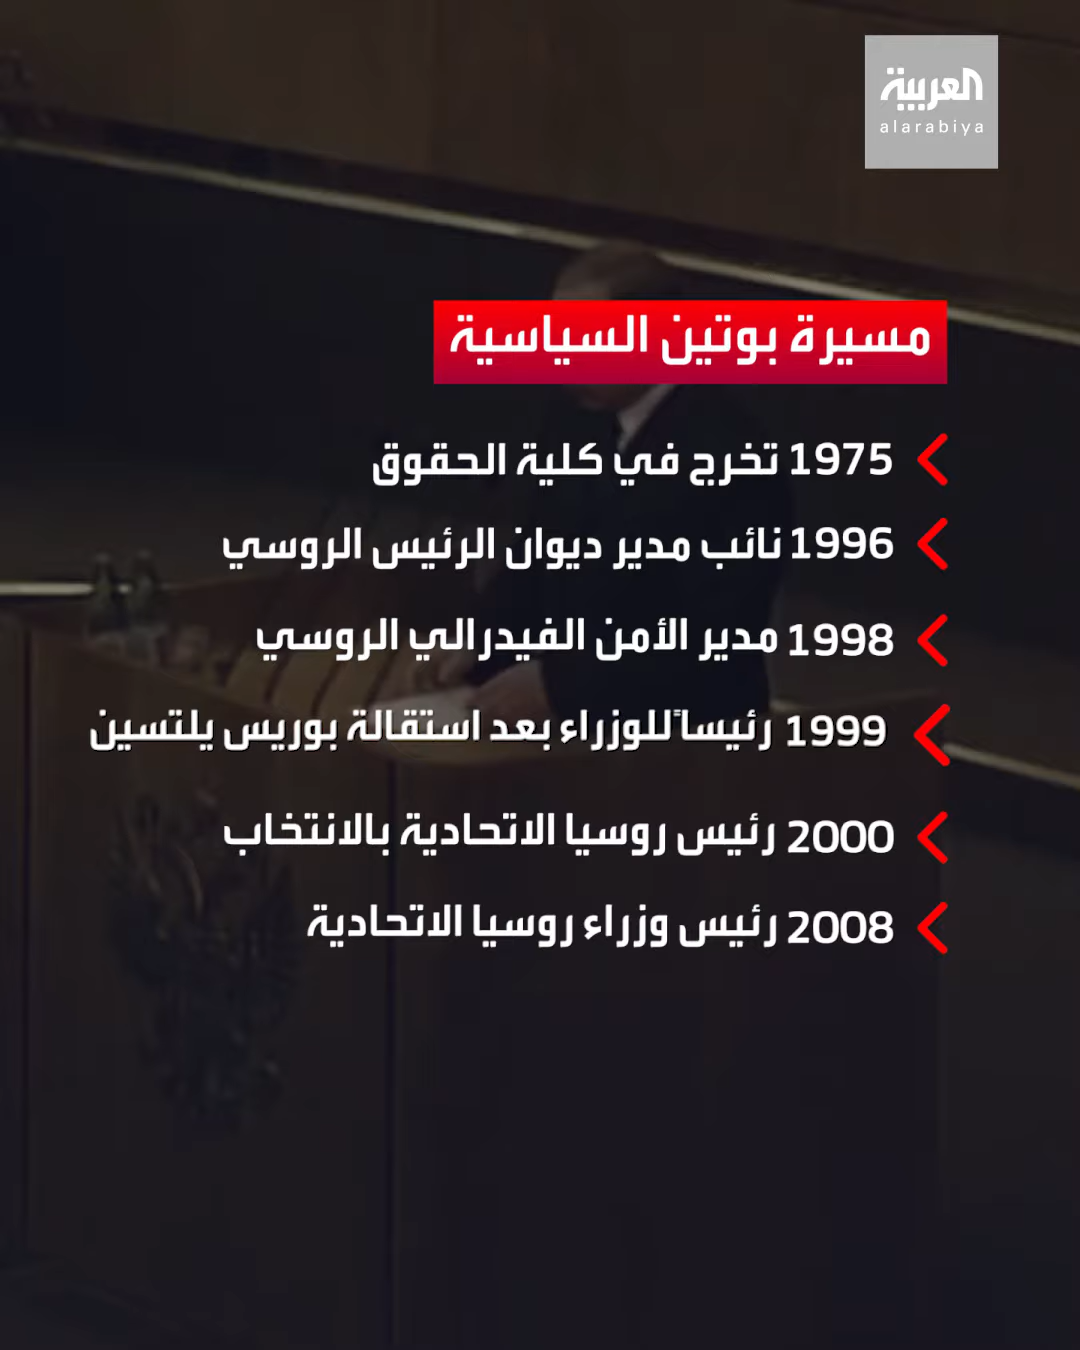 العربية
alarabiya
مسيرة بوتين السياسية
1975 تخرج في كلية الحقوق
1996 نائب مدير ديوان الرئيس الروسي
1998 مدير الأمن الفيدرالي الروسي
1999 رئيساً للوزراء بعد استقالة بوريس يلتسين
2000 رئيس روسيا الاتحادية بالانتخاب
2008 رئيس وزراء روسيا الاتحادية